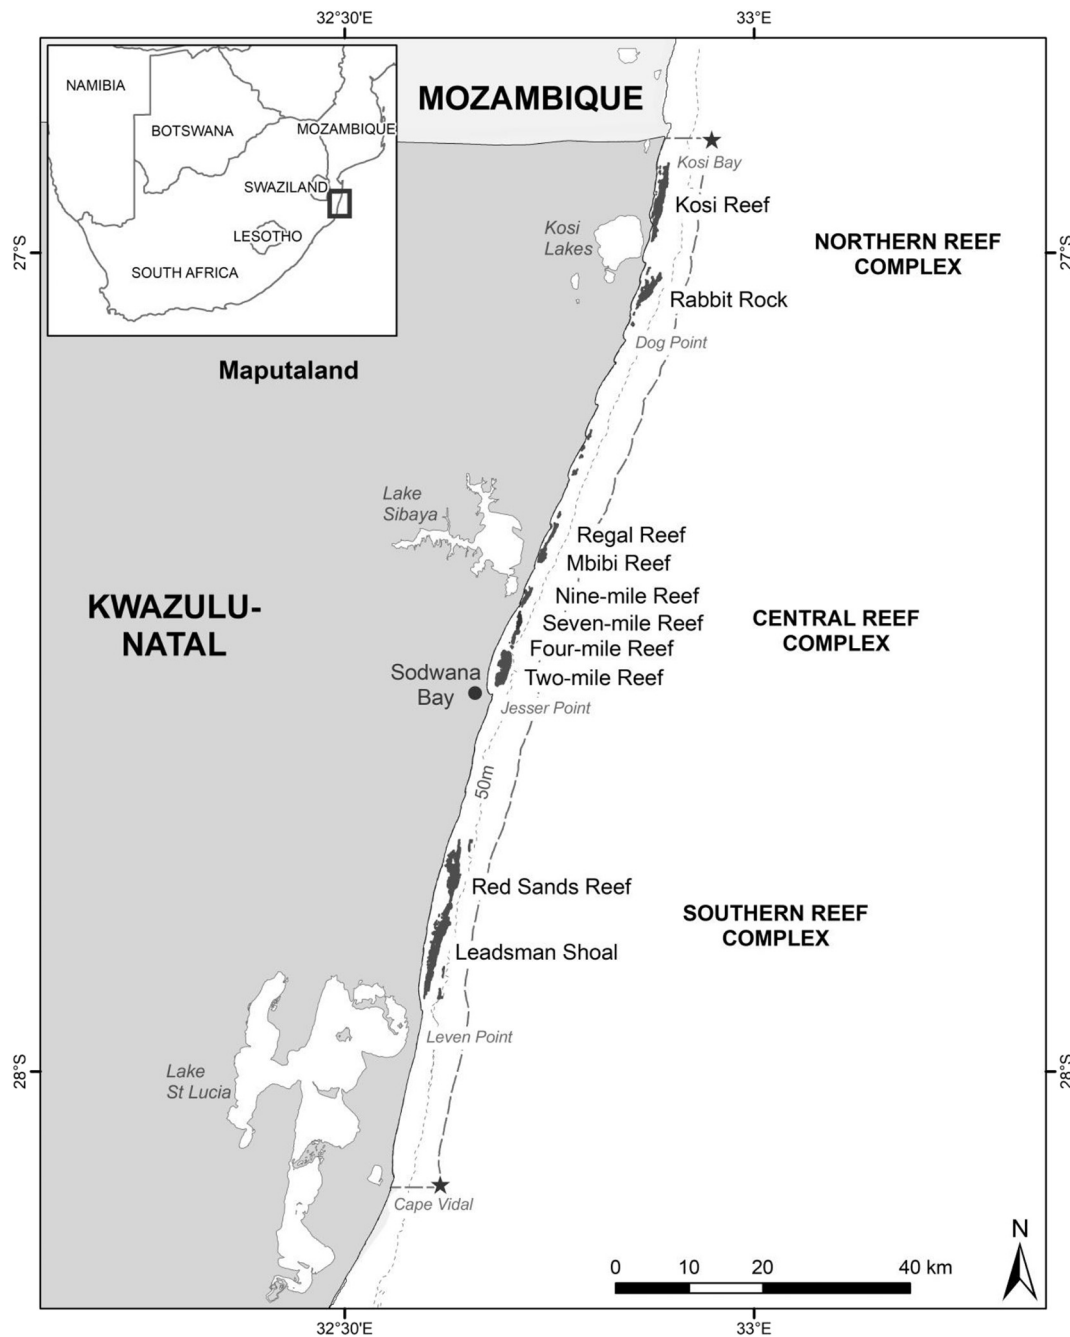 32°30'E
33°E
NAMIBIA
BOTSWANA
MOZAMBIQUE
SWAZILAND
LESOTHO
SOUTH AFRICA
MOZAMBIQUE
Kosi Bay
Kosi Reef
Kosi
Lakes
NORTHERN REEF
COMPLEX
27°S
27°S
Rabbit Rock
Dog Point
Maputaland
Lake
Sibaya
Regal Reef
Mbibi Reef
Nine-mile Reef
Seven-mile Reef
Four-mile Reef
Two-mile Reef
KWAZULU-
NATAL
CENTRAL REEF
COMPLEX
Sodwana
Bay
Jesser Point
50m
Red Sands Reef
Leadsman Shoal
SOUTHERN REEF
COMPLEX
Leven Point
Lake
St Lucia
28°S
28°S
Cape Vidal
N
0 10 20 40 km
32°30'E
33°E